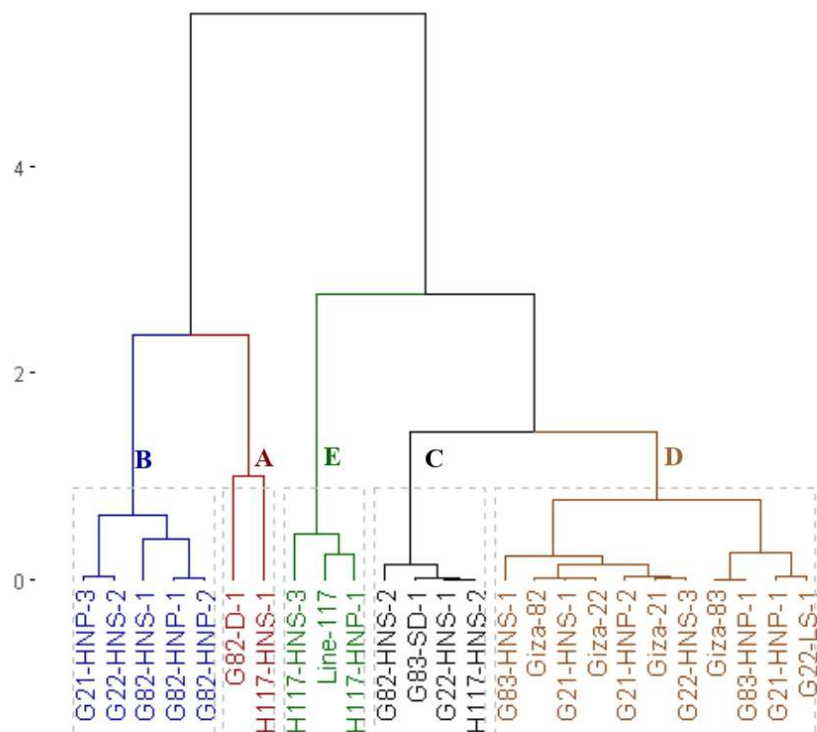 4
2
0
B
A
E
C
D
G21-HNP-3
G22-HNS-2
G82-HNS-1
G82-HNP-1
G82-HNP-2
G82-D-1
H117-HNS-1
H117-HNS-3
Line-117
H117-HNP-1
G82-HNS-2
G83-SD-1
G22-HNS-1
H117-HNS-2
G83-HNS-1
Giza-82
G21-HNS-1
Giza-22
G21-HNP-2
Giza-21
G22-HNS-3
Giza-83
G83-HNP-1
G21-HNP-1
G22-LS-1